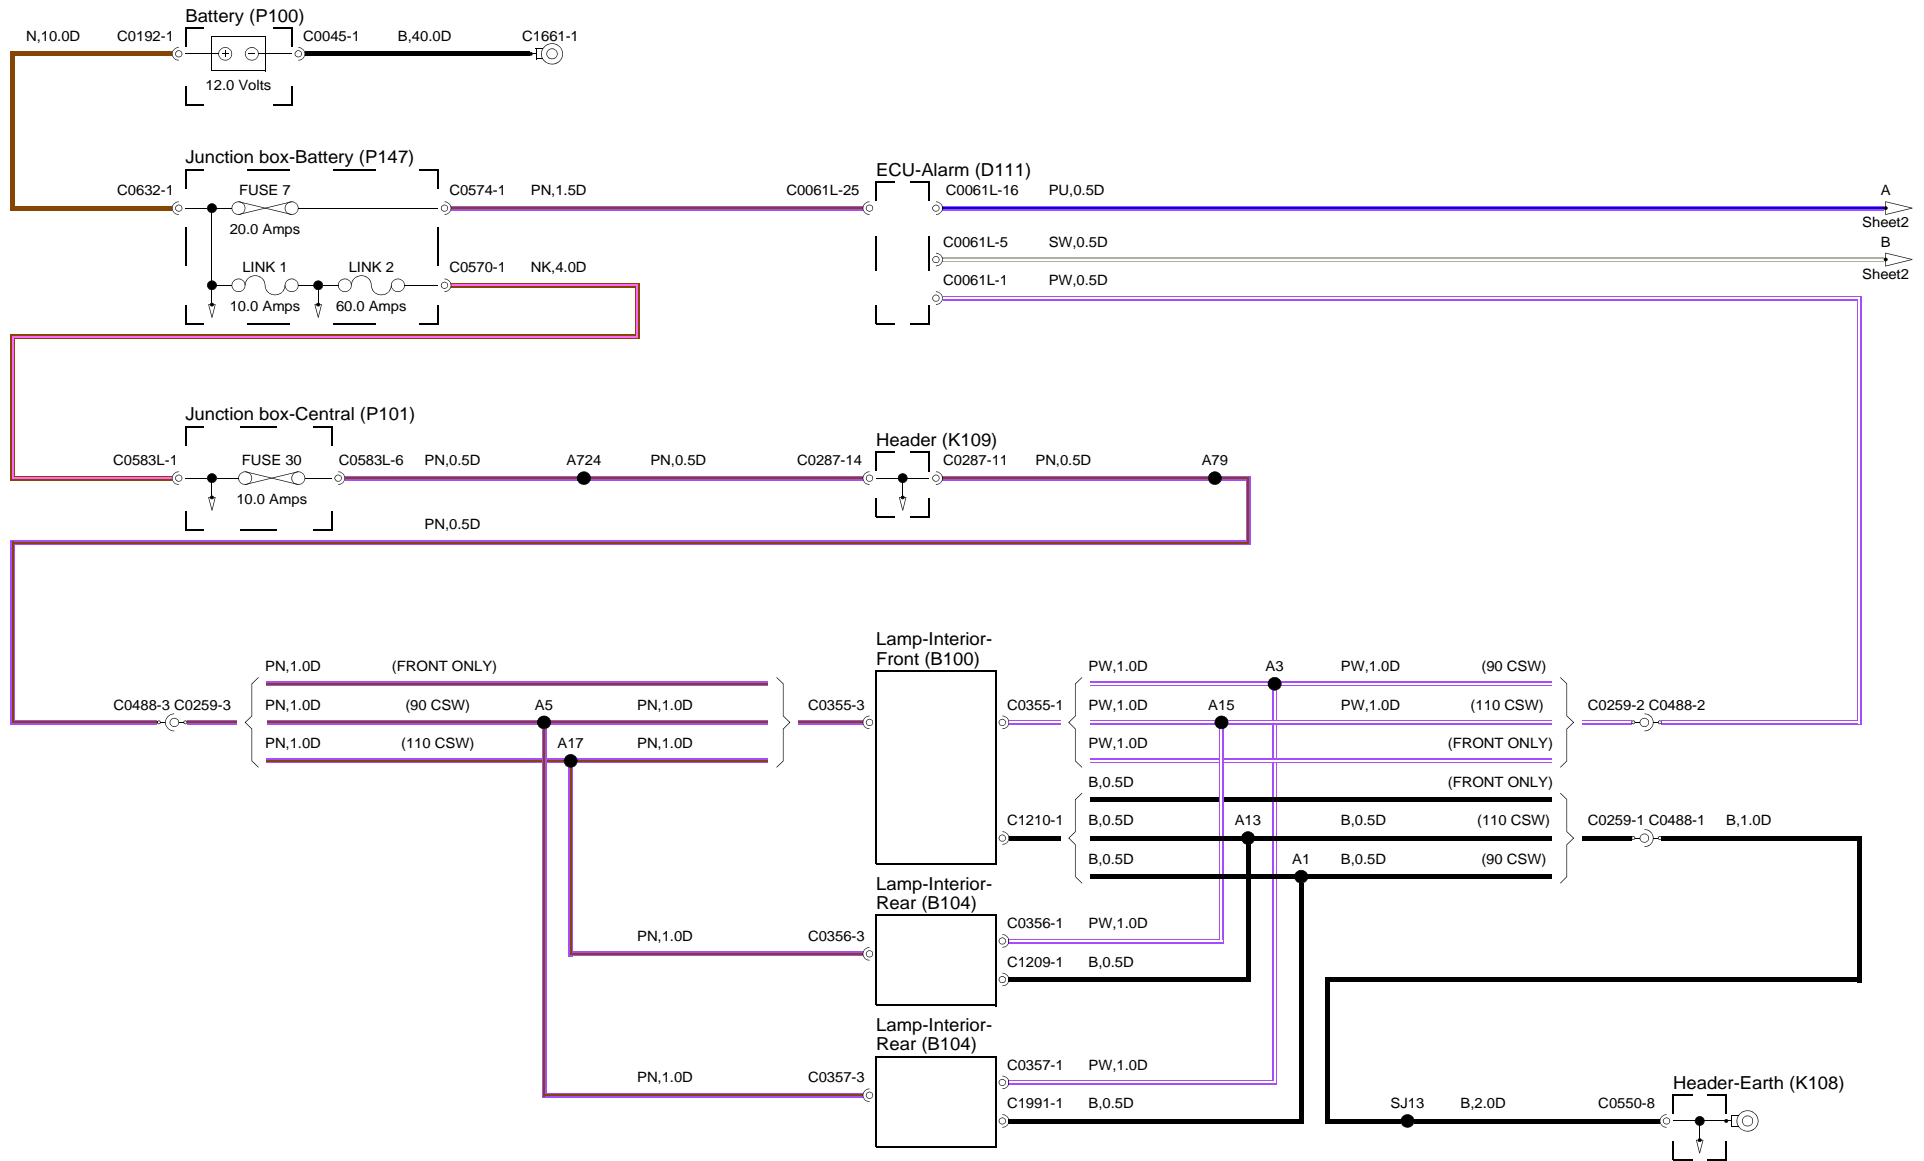 Battery (P100)
N,10.0D C0192-1 C0045-1 B,40.0D C1661-1
12.0 Volts
Junction box-Battery (P147)
ECU-Alarm (D111)
C0632-1 FUSE 7 C0574-1 PN,1.5D C0061L-25 C0061L-16 PU,0.5D A
20.0 Amps
Sheet2
C0061L-5 SW,0.5D B
LINK 1 LINK 2 C0570-1 NK,4.0D
Sheet2
C0061L-1 PW,0.5D
10.0 Amps 60.0 Amps
Junction box-Central (P101)
Header (K109)
C0583L-1 FUSE 30 C0583L-6 PN,0.5D A724 PN,0.5D C0287-14 C0287-11 PN,0.5D A79
10.0 Amps
PN,0.5D
Lamp-Interior-
Front (B100)
PN,1.0D (FRONT ONLY) PW,1.0D A3 PW,1.0D (90 CSW)
C0488-3 C0259-3 PN,1.0D (90 CSW) A5 PN,1.0D C0355-3 C0355-1 PW,1.0D A15 PW,1.0D (110 CSW) C0259-2 C0488-2
PN,1.0D (110 CSW) A17 PN,1.0D PW,1.0D (FRONT ONLY)
B,0.5D (FRONT ONLY)
C1210-1 B,0.5D A13 B,0.5D (110 CSW) C0259-1 C0488-1 B,1.0D
B,0.5D A1 B,0.5D (90 CSW)
Lamp-Interior-
Rear (B104)
C0356-1 PW,1.0D
PN,1.0D C0356-3
C1209-1 B,0.5D
Lamp-Interior-
Rear (B104)
C0357-1 PW,1.0D
PN,1.0D C0357-3
Header-Earth (K108)
C1991-1 B,0.5D SJ13 B,2.0D C0550-8